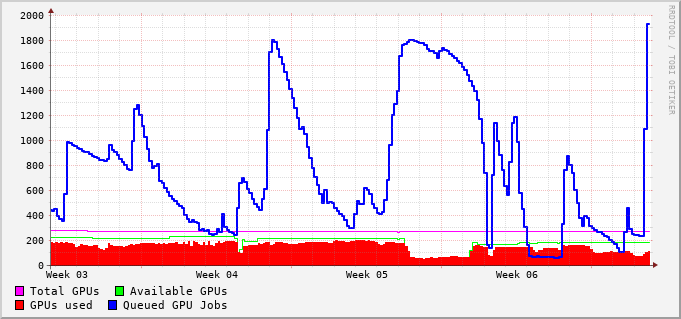 2000
1800
1600
1400
1200
1000
800
600
400
200
0
Week 03 Week 04 Week 05 Week 06
Total GPUs Available GPUs
GPUs used Queued GPU Jobs
RRDTOOL / TOBI OETIKER